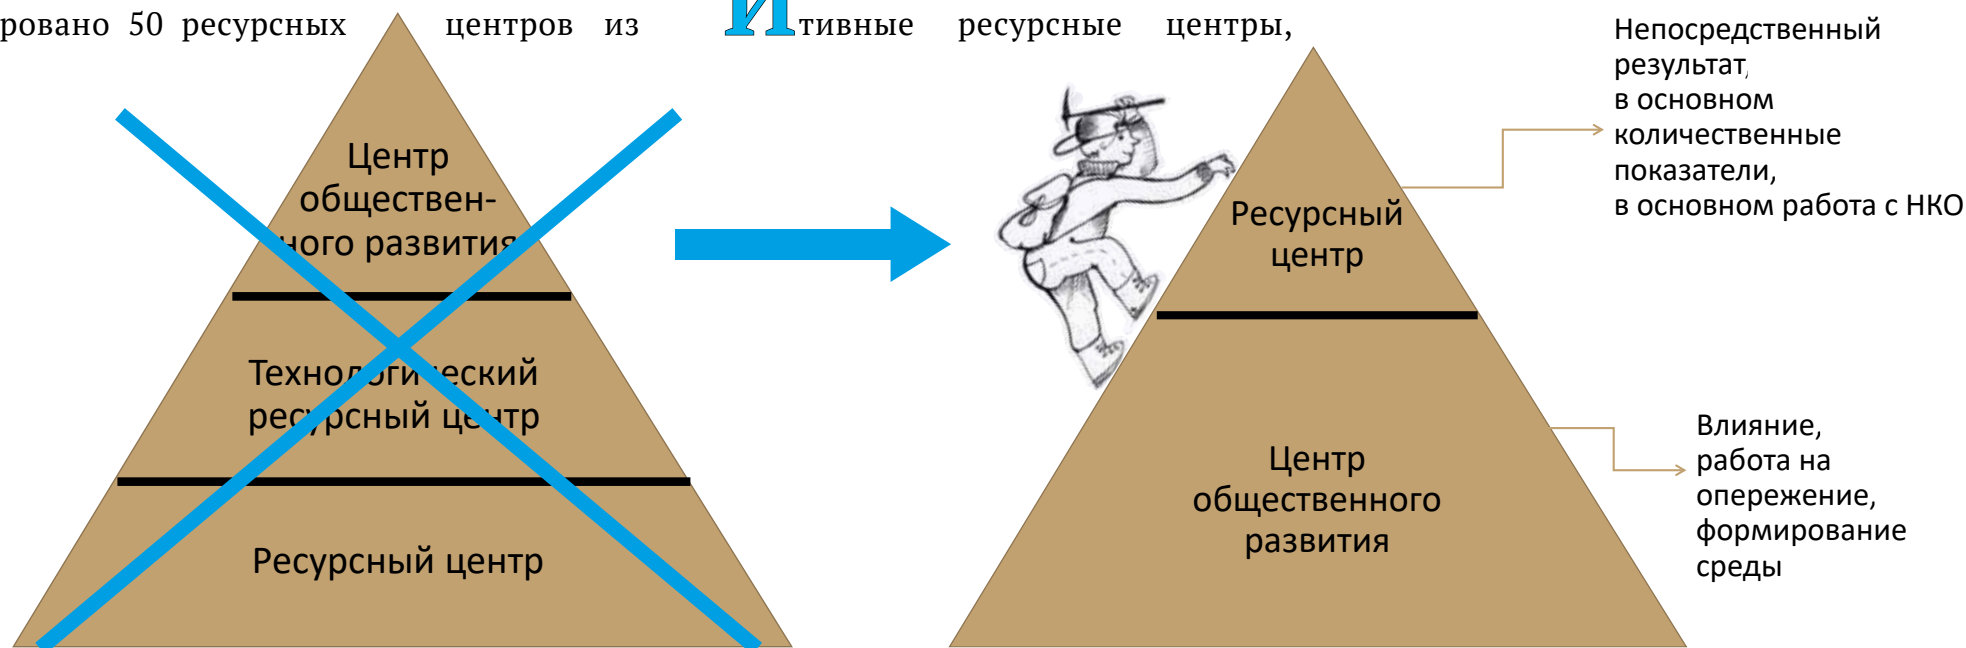 ровано 50 ресурсных центров из
И
тивные ресурсные центры,
Центр
обществен-
ного развития
Технологический
ресурсный центр
Ресурсный центр
Ресурсный
центр
Центр
общественного
развития
Непосредственный
результат,
в основном
количественные
показатели,
в основном работа с НКО
Влияние,
работа на
опережение,
формирование
среды